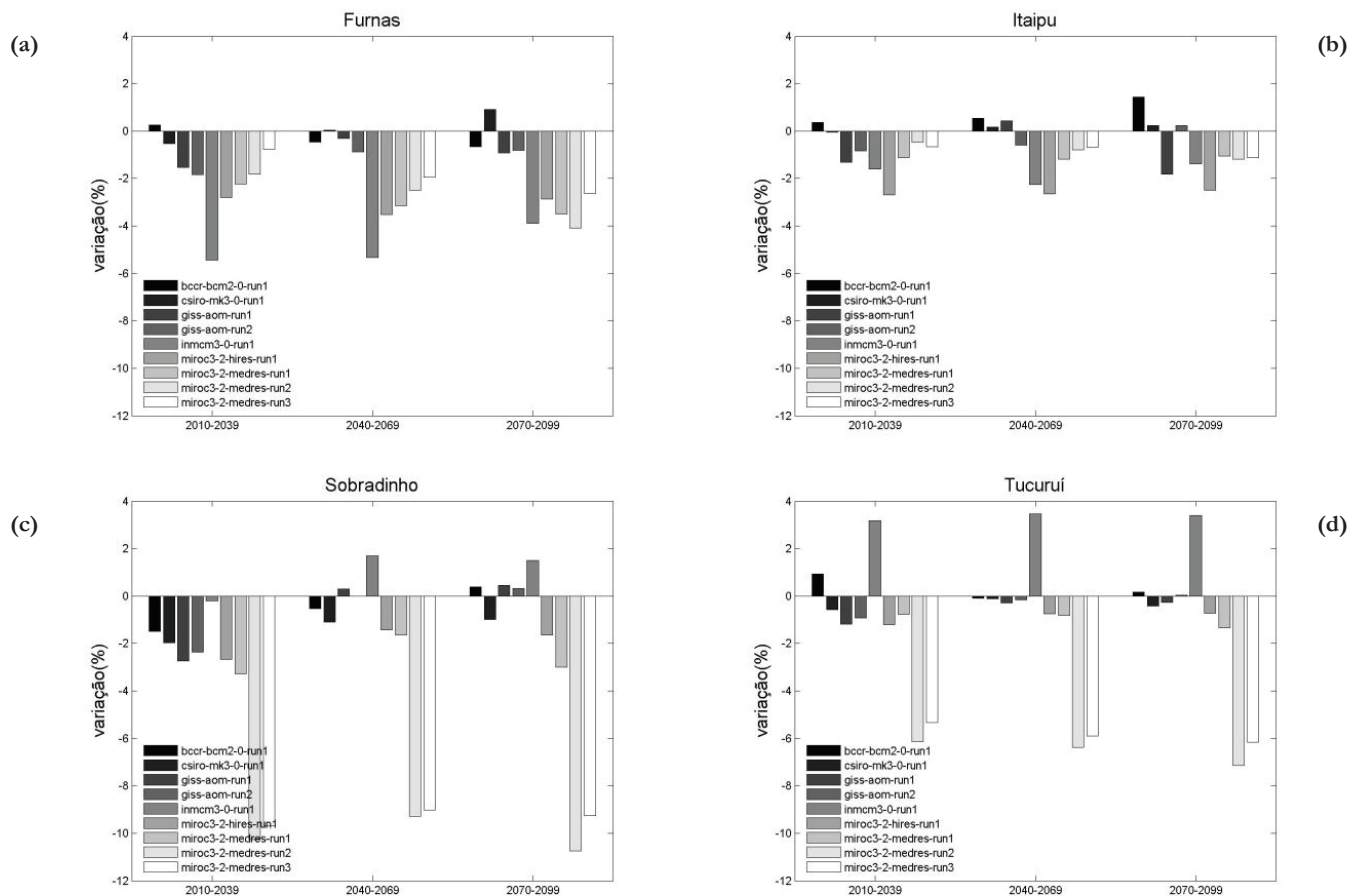 (a)
Furnas
variação(%)
4
2
0
-2
-4
-6
-8
-10
-12
bccr-bcm2-0-run1
csiro-mk3-0-run1
giss-aom-run1
giss-aom-run2
inmcm3-0-run1
miroc3-2-hires-run1
miroc3-2-medres-run1
miroc3-2-medres-run2
miroc3-2-medres-run3
2010-2039 2040-2069 2070-2099
(b)
Itaipu
variação(%)
4
2
0
-2
-4
-6
-8
-10
-12
bccr-bcm2-0-run1
csiro-mk3-0-run1
giss-aom-run1
giss-aom-run2
inmcm3-0-run1
miroc3-2-hires-run1
miroc3-2-medres-run1
miroc3-2-medres-run2
miroc3-2-medres-run3
2010-2039 2040-2069 2070-2099
(c)
Sobradinho
variação(%)
4
2
0
-2
-4
-6
-8
-10
-12
bccr-bcm2-0-run1
csiro-mk3-0-run1
giss-aom-run1
giss-aom-run2
inmcm3-0-run1
miroc3-2-hires-run1
miroc3-2-medres-run1
miroc3-2-medres-run2
miroc3-2-medres-run3
2010-2039 2040-2069 2070-2099
(d)
Tucuruí
variação(%)
4
2
0
-2
-4
-6
-8
-10
-12
bccr-bcm2-0-run1
csiro-mk3-0-run1
giss-aom-run1
giss-aom-run2
inmcm3-0-run1
miroc3-2-hires-run1
miroc3-2-medres-run1
miroc3-2-medres-run2
miroc3-2-medres-run3
2010-2039 2040-2069 2070-2099